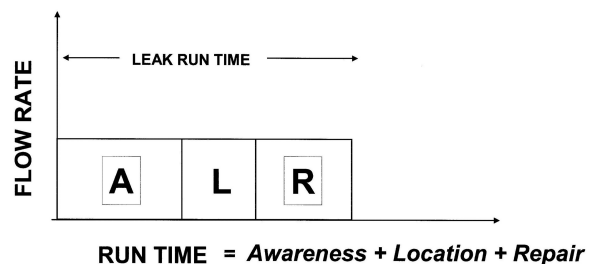 LEAK RUN TIME
FLOW RATE
A L R
RUN TIME = Awareness + Location + Repair